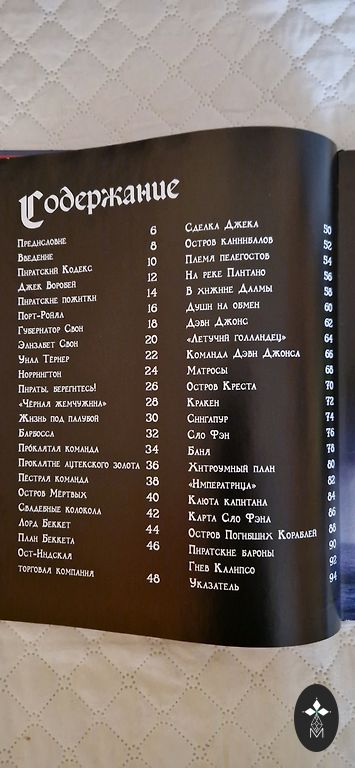 Содержание
Предисловие 6
Введение 8
Пиратский Кодекс 10
Джек Воробей 12
Пиратские пожитки 14
Порт-Ройял 16
Губернатор Свон 18
Элизабет Свон 20
Уилл Тёрнер 22
Норрингтон 24
Пираты, берегитесь! 26
«Чёрная жемчужина» 28
Жизнь под палубой 30
Барбосса 32
Проклятая команда 34
Проклятие ацтекского золота 36
Пёстрая команда 38
Остров Мёртвых 40
Свадебные колокола 42
Лорд Беккет 44
План Беккета 46
Ост-Индская
торговая компания 48
Сделка Джека 50
Остров каннибалов 52
Племя пелегостов 54
На реке Пантано 56
В хижине Далмы 58
Души на обмен 60
Дэви Джонс 62
«Летучий голландец» 64
Команда Дэви Джонса 66
Матросы 68
Остров Креста 70
Кракен 72
Сингапур 74
Сяо Фэн 76
Баня 78
Хитроумный план 80
«Императрица» 82
Каюта капитана 84
Карта Сяо Фэна 86
Остров Погибших Кораблей 88
Пиратские бароны 90
Гнев Калипсо 92
Указатель 94
M